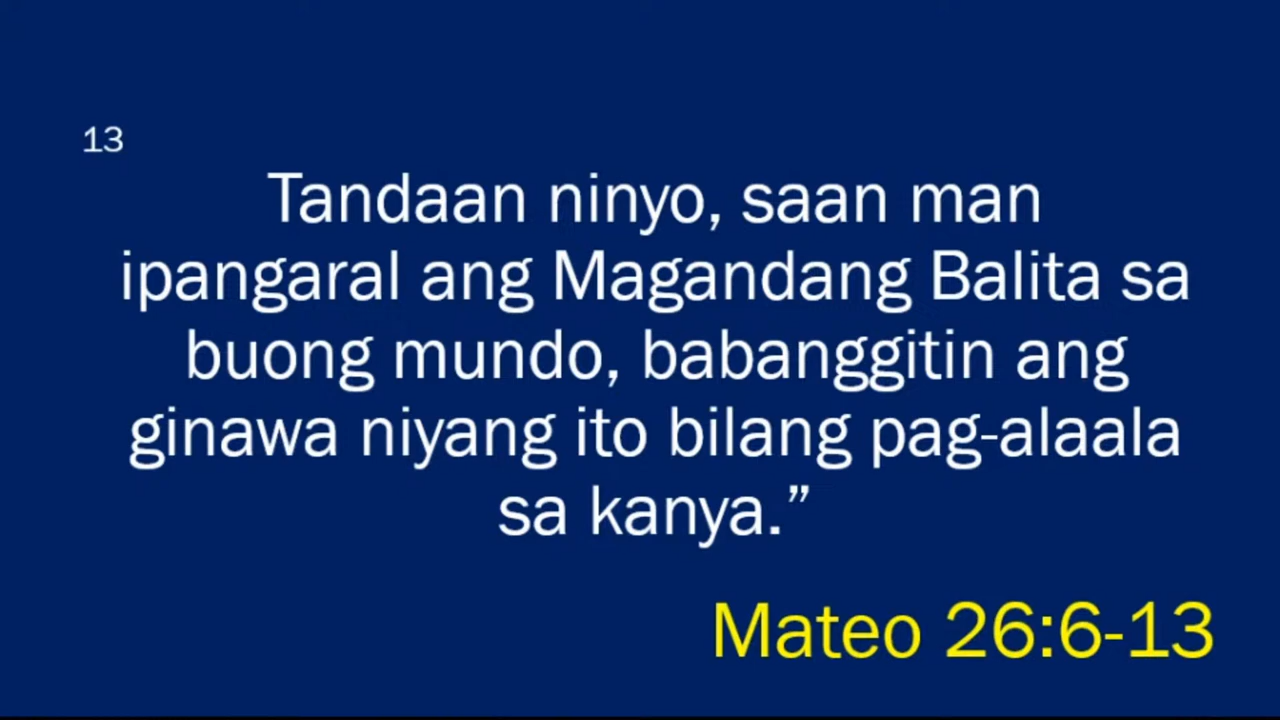 13
Tandaan ninyo, saan man
ipangaral ang Magandang Balita sa
buong mundo, babanggitin ang
ginawa niyang ito bilang pag-alaala
sa kanya.”
Mateo 26:6-13